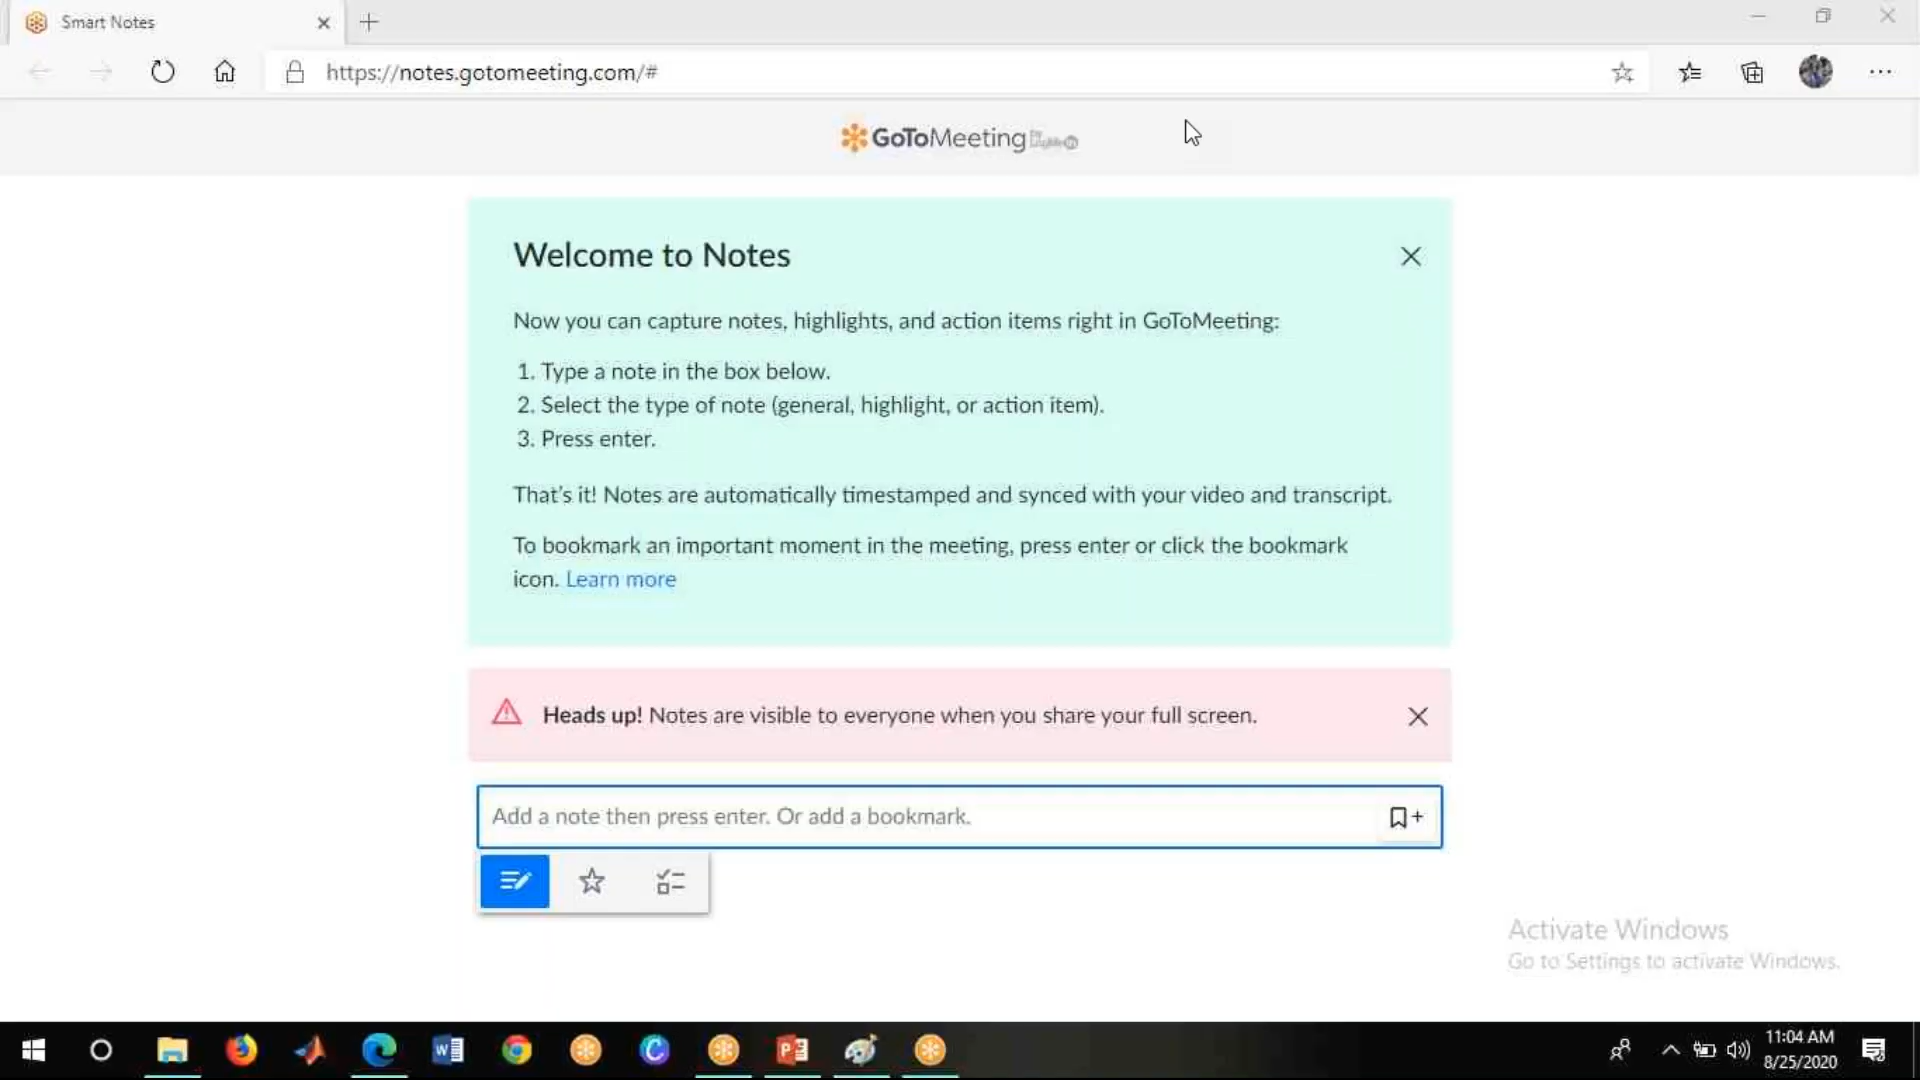 Smart Notes
https://notes.gotomeeting.com/#
GoToMeeting
Welcome to Notes
Now you can capture notes, highlights, and action items right in GoToMeeting:
1. Type a note in the box below.
2. Select the type of note (general, highlight, or action item).
3. Press enter.
That's it! Notes are automatically timestamped and synced with your video and transcript.
To bookmark an important moment in the meeting, press enter or click the bookmark
icon. Learn more
Heads up! Notes are visible to everyone when you share your full screen.
Add a note then press enter. Or add a bookmark.
Activate Windows
Go to Settings to activate Windows.
11:04 AM
8/25/2020